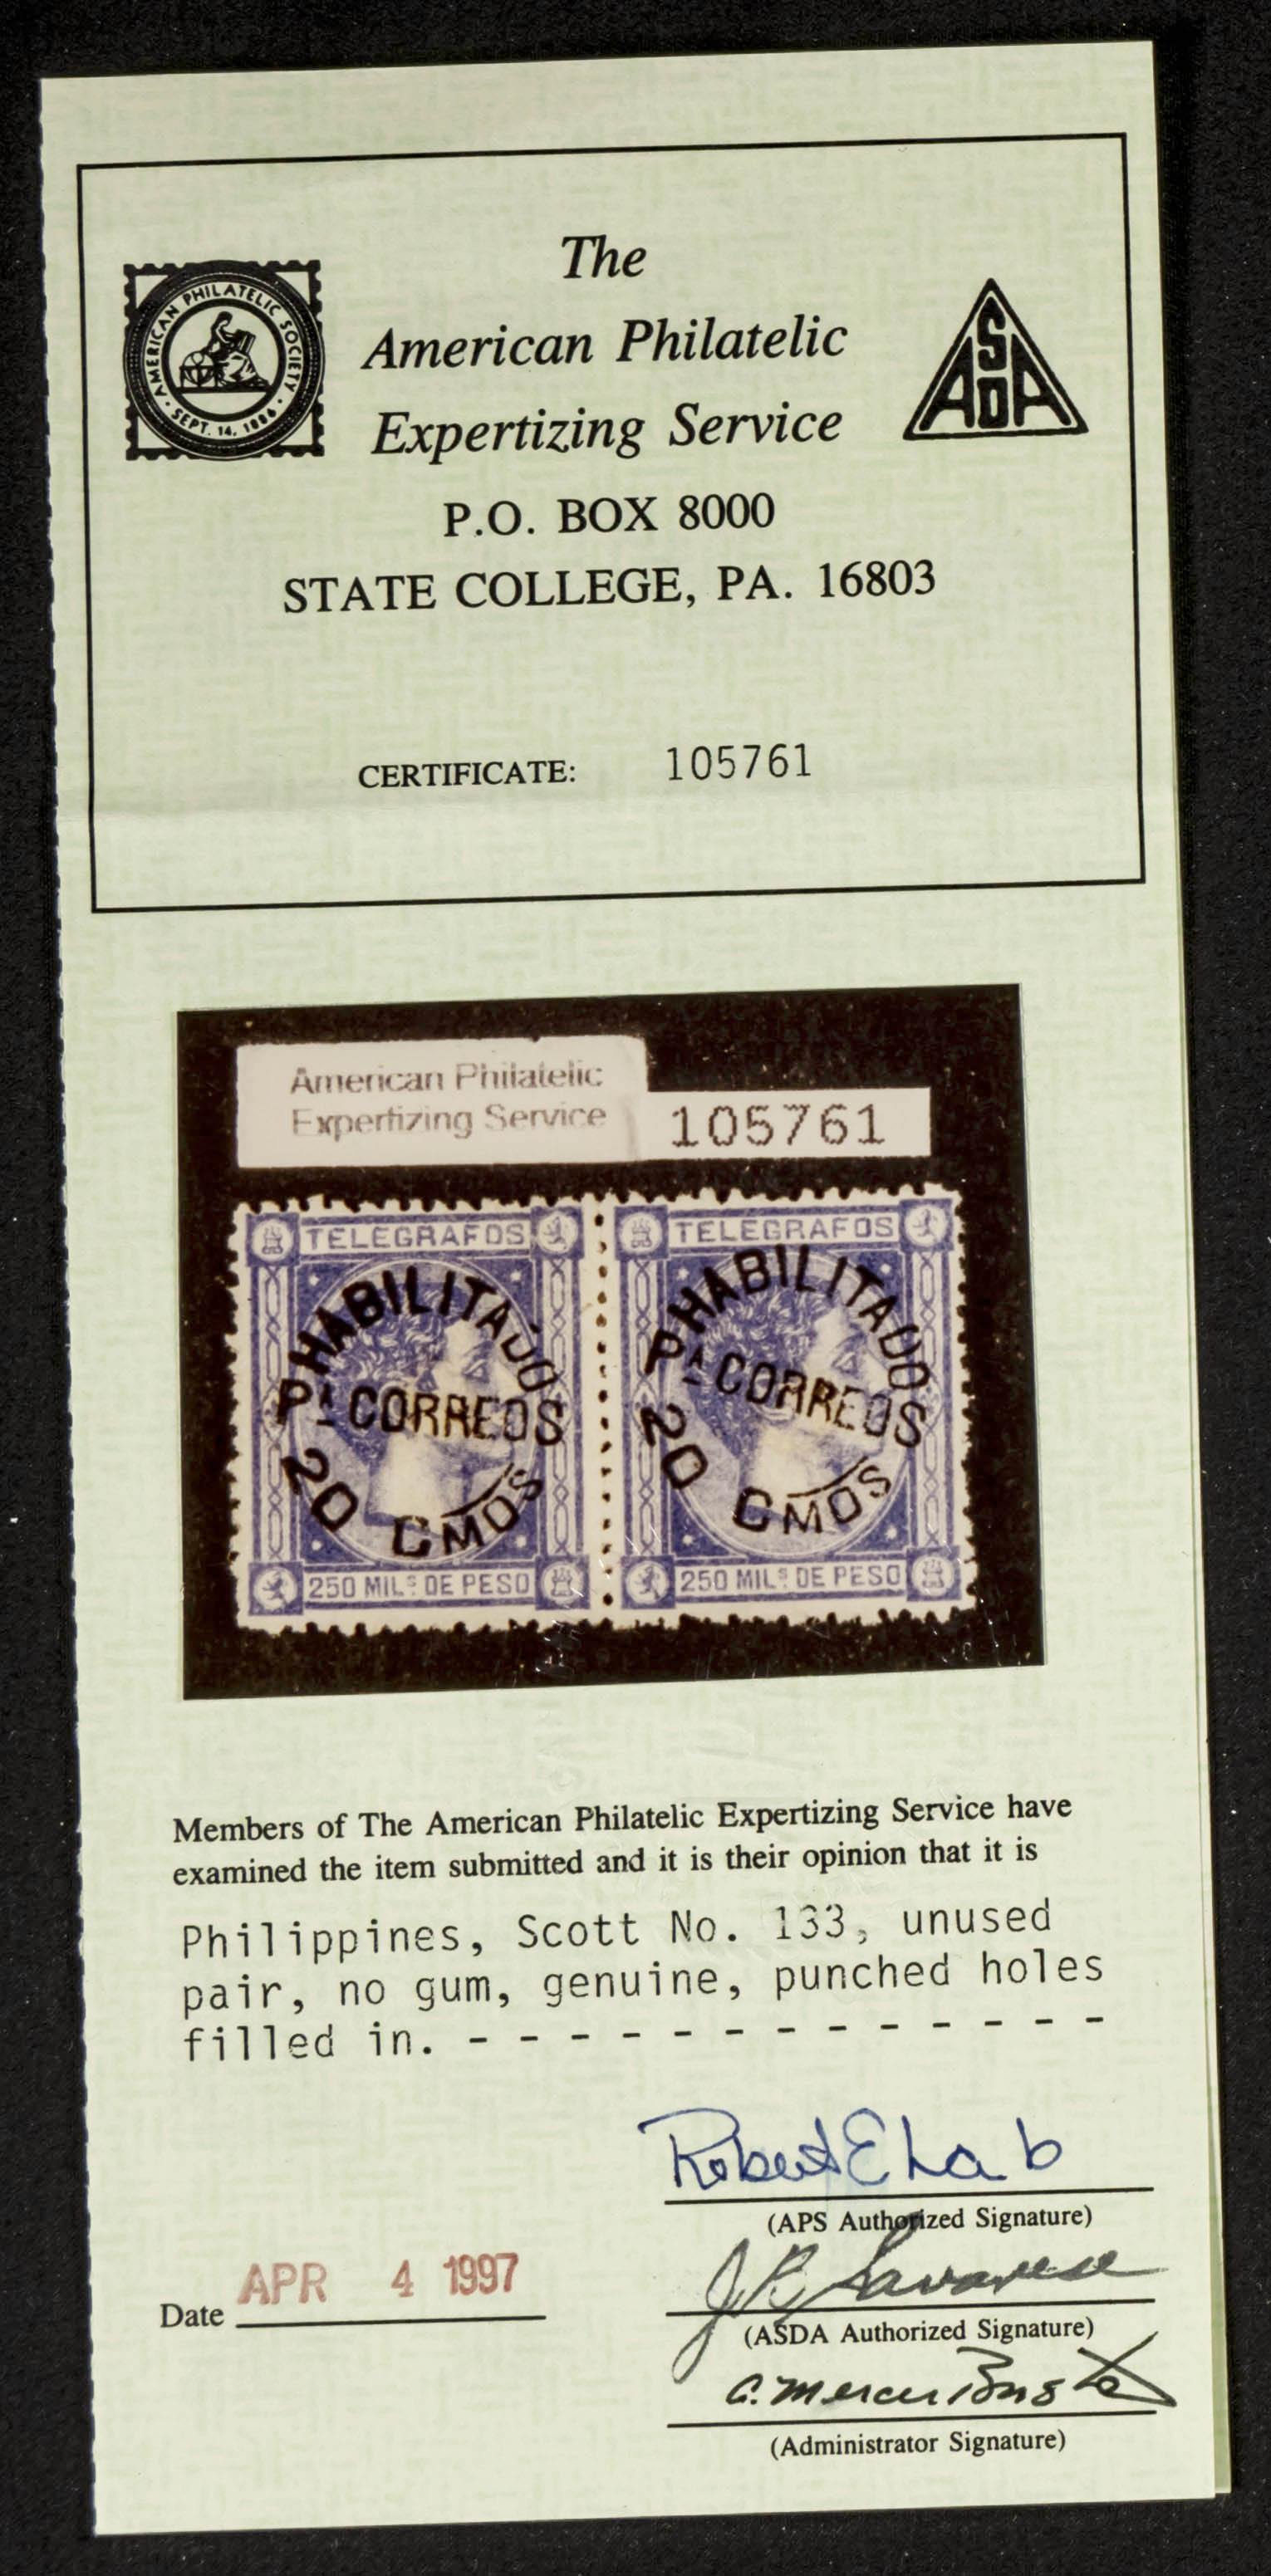 The
American Philatelic
Expertizing Service
P.O. BOX 8000
STATE COLLEGE, PA. 16803
AMERICAN PHILATELIC SOCIETY
· SEPT. 14, 1886 ·
ASDA
CERTIFICATE: 105761
American Philatelic
Expertizing Service
105761
TELEGRAFOS
HABILITADO
PA CORREOS
20 CMOS
250 MILS DE PESO
TELEGRAFOS
HABILITADO
PA CORREOS
20 CMOS
250 MILS DE PESO
Members of The American Philatelic Expertizing Service have
examined the item submitted and it is their opinion that it is
Philippines, Scott No. 133, unused
pair, no gum, genuine, punched holes
filled in. - - - - - - - - - - - - -
Robert E
(APS Authorized Signature)
Date APR 4 1997
(ASDA Authorized Signature)
(Administrator Signature)